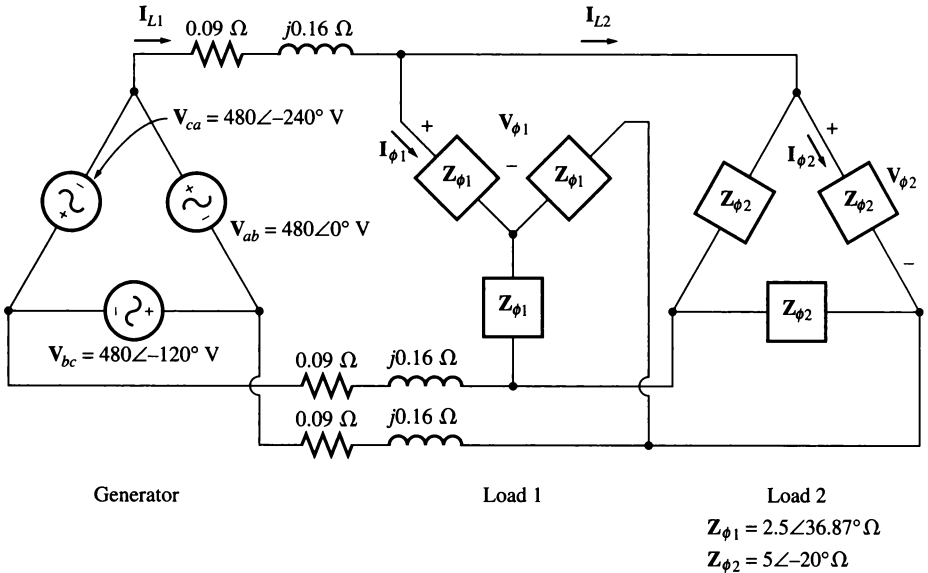 I_L1
I_L2
0.09 Ω
j0.16 Ω
V_ca = 480∠–240° V
+
V_ϕ1
I_ϕ1
–
Z_ϕ1
Z_ϕ1
+
I_ϕ2
V_ϕ2
Z_ϕ2
Z_ϕ2
–
+
–
+
–
V_ab = 480∠0° V
Z_ϕ1
–
+
Z_ϕ2
V_bc = 480∠–120° V
0.09 Ω
j0.16 Ω
0.09 Ω
j0.16 Ω
Generator
Load 1
Load 2
Z_ϕ1 = 2.5∠36.87° Ω
Z_ϕ2 = 5∠–20° Ω